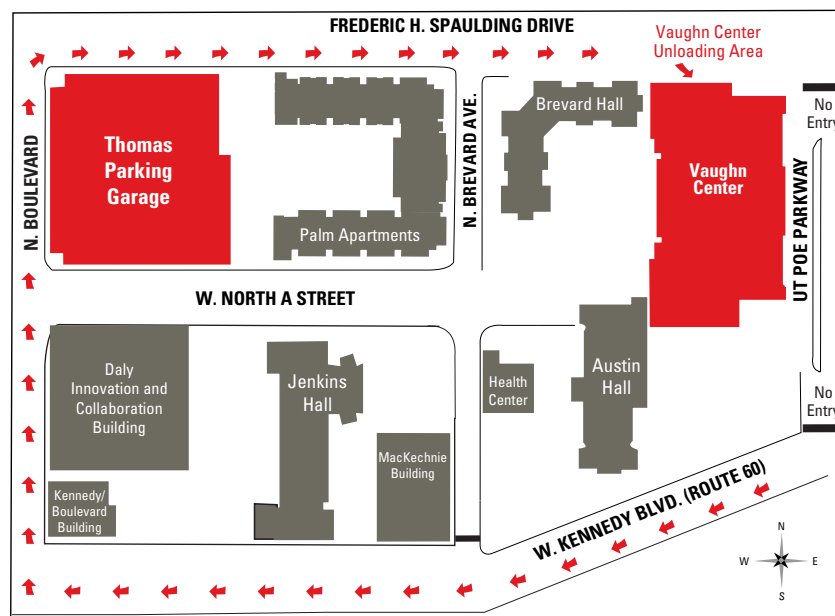 FREDERIC H. SPAULDING DRIVE
Vaughn Center
Unloading Area
No
Entry
Brevard Hall
Thomas
Parking
Garage
N. BOULEVARD
N. BREVARD AVE.
Vaughn
Center
UT POE PARKWAY
Palm Apartments
W. NORTH A STREET
Daly
Innovation and
Collaboration
Building
Jenkins
Hall
Health
Center
Austin
Hall
No
Entry
MacKechnie
Building
Kennedy/
Boulevard
Building
W. KENNEDY BLVD. (ROUTE 60)
N
W
E
S